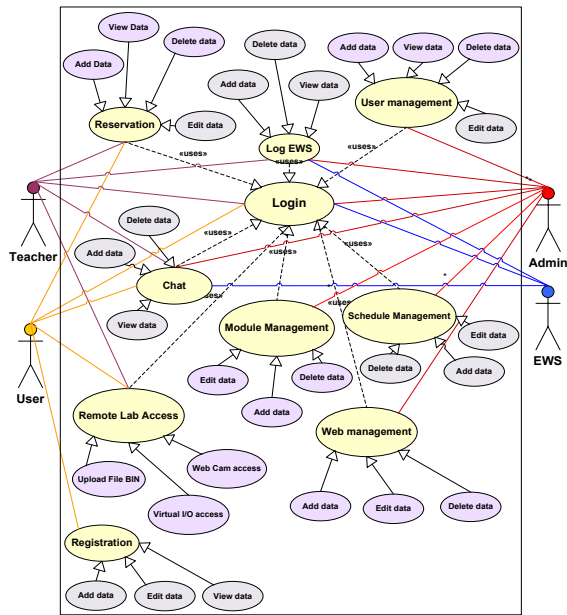 View Data
Delete data
Add Data
Edit data
Reservation
Delete data
Add data
View data
Log EWS
Add data
View data
Delete data
User management
Edit data
«uses»
«uses»
«uses»
Login
Teacher
*
Admin
Delete data
Add data
Chat
View data
«uses»
«uses»
«uses»
«uses»
«uses»
*
EWS
User
Module Management
Edit data
Add data
Delete data
Schedule Management
Edit data
Delete data
Add data
Remote Lab Access
Upload File BIN
Virtual I/O access
Web Cam access
Web management
Add data
Edit data
Delete data
Registration
Add data
Edit data
View data